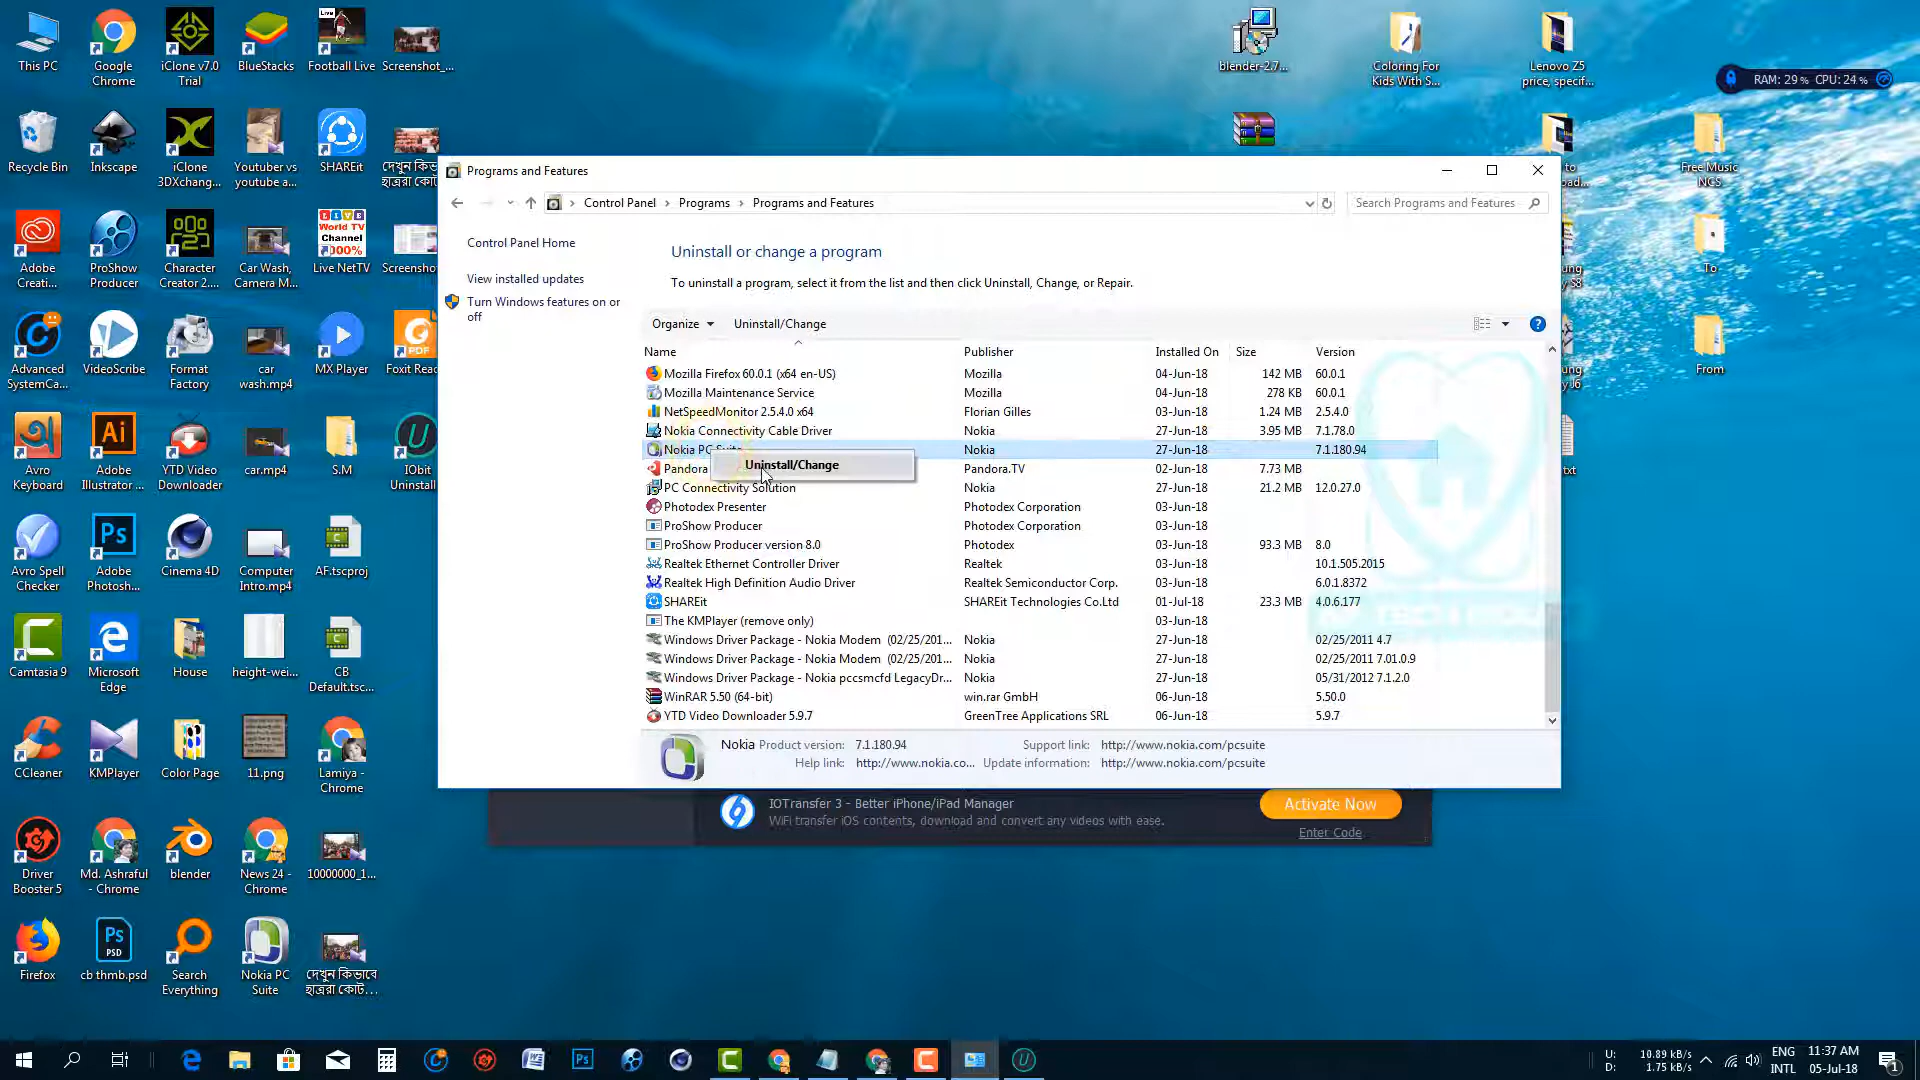 This PC
Google
Chrome
iClone v7.0
Trial
BlueStacks
Live
Football Live
Screenshot_...
blender-2.7...
Coloring For
Kids With S...
Lenovo Z5
price, specif...
RAM: 29 % CPU: 24. %
Recycle Bin
Inkscape
iClone
3DXchang...
Youtuber vs
youtube a...
SHAREit
Free Music
NCS
Adobe
Creati...
ProShow
Producer
Character
Creator 2....
Car Wash,
Camera M...
LIVE
World TV
Channel
Live NetTV
Screenshot
To
Advanced
SystemCa...
VideoScribe
Format
Factory
car
wash.mp4
MX Player
PDF
Foxit Read
From
Avro
Keyboard
Ai
Adobe
Illustrator ...
YTD Video
Downloader
car.mp4
S.M
IObit
Uninstall
Avro Spell
Checker
Ps
Adobe
Photosh...
Cinema 4D
Computer
Intro.mp4
AF.tscproj
Camtasia 9
Microsoft
Edge
House
height-wei...
CB
Default.tsc...
CCleaner
KMPlayer
Color Page
11.png
Lamiya -
Chrome
Driver
Booster 5
Md. Ashraful
- Chrome
blender
News 24 -
Chrome
10000000_1...
Firefox
Ps
PSD
cb thmb.psd
Search
Everything
Nokia PC
Suite
দেখুন কিভাবে
ছাত্ররা কোট...
Programs and Features
Control Panel
Programs
Programs and Features
Search Programs and Features
Control Panel Home
View installed updates
Turn Windows features on or
off
Uninstall or change a program
To uninstall a program, select it from the list and then click Uninstall, Change, or Repair.
Organize
Uninstall/Change
Name Publisher Installed On Size Version
Mozilla Firefox 60.0.1 (x64 en-US) Mozilla 04-Jun-18 142 MB 60.0.1
Mozilla Maintenance Service Mozilla 04-Jun-18 278 KB 60.0.1
NetSpeedMonitor 2.5.4.0 x64 Florian Gilles 03-Jun-18 1.24 MB 2.5.4.0
Nokia Connectivity Cable Driver Nokia 27-Jun-18 3.95 MB 7.1.78.0
Nokia PC Suite Nokia 27-Jun-18 7.1.180.94
Uninstall/Change
Pandora Pandora.TV 02-Jun-18 7.73 MB
PC Connectivity Solution Nokia 27-Jun-18 21.2 MB 12.0.27.0
Photodex Presenter Photodex Corporation 03-Jun-18
ProShow Producer Photodex Corporation 03-Jun-18
ProShow Producer version 8.0 Photodex 03-Jun-18 93.3 MB 8.0
Realtek Ethernet Controller Driver Realtek 03-Jun-18 10.1.505.2015
Realtek High Definition Audio Driver Realtek Semiconductor Corp. 03-Jun-18 6.0.1.8372
SHAREit SHAREit Technologies Co.Ltd 01-Jul-18 23.3 MB 4.0.6.177
The KMPlayer (remove only) 03-Jun-18
Windows Driver Package - Nokia Modem (02/25/201... Nokia 27-Jun-18 02/25/2011 4.7
Windows Driver Package - Nokia Modem (02/25/201... Nokia 27-Jun-18 02/25/2011 7.01.0.9
Windows Driver Package - Nokia pccsmcfd LegacyDr... Nokia 27-Jun-18 05/31/2012 7.1.2.0
WinRAR 5.50 (64-bit) win.rar GmbH 06-Jun-18 5.50.0
YTD Video Downloader 5.9.7 GreenTree Applications SRL 06-Jun-18 5.9.7
Nokia Product version: 7.1.180.94 Support link: http://www.nokia.com/pcsuite
Help link: http://www.nokia.co... Update information: http://www.nokia.com/pcsuite
IOTransfer 3 - Better iPhone/iPad Manager
WiFi transfer iOS contents, download and convert any videos with ease.
Activate Now
Enter Code
U: 10.89 kB/s
D: 1.75 kB/s
ENG
INTL
11:37 AM
05-Jul-18
1